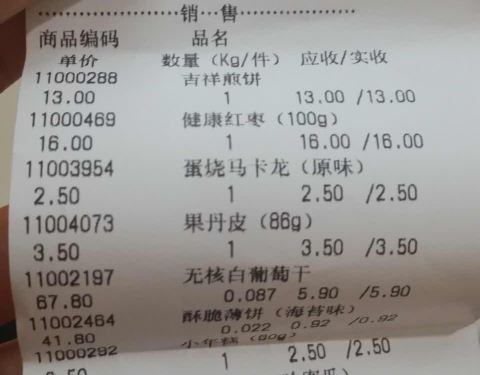 销···售
商品编码 品名
单价 数量（Kg/件） 应收/实收
11000288 吉祥煎饼
13.00 1 13.00 /13.00
11000469 健康红枣（100g）
16.00 1 16.00 /16.00
11003954 蛋烧马卡龙（原味）
2.50 1 2.50 /2.50
11004073 果丹皮（86g）
3.50 1 3.50 /3.50
11002197 无核白葡萄干
67.80 0.087 5.90 /5.90
11002464 酥脆薄饼（海苔味）
41.80 0.022 0.92 /0.92
11000292 小年糕（80g）
1 2.50 /2.50